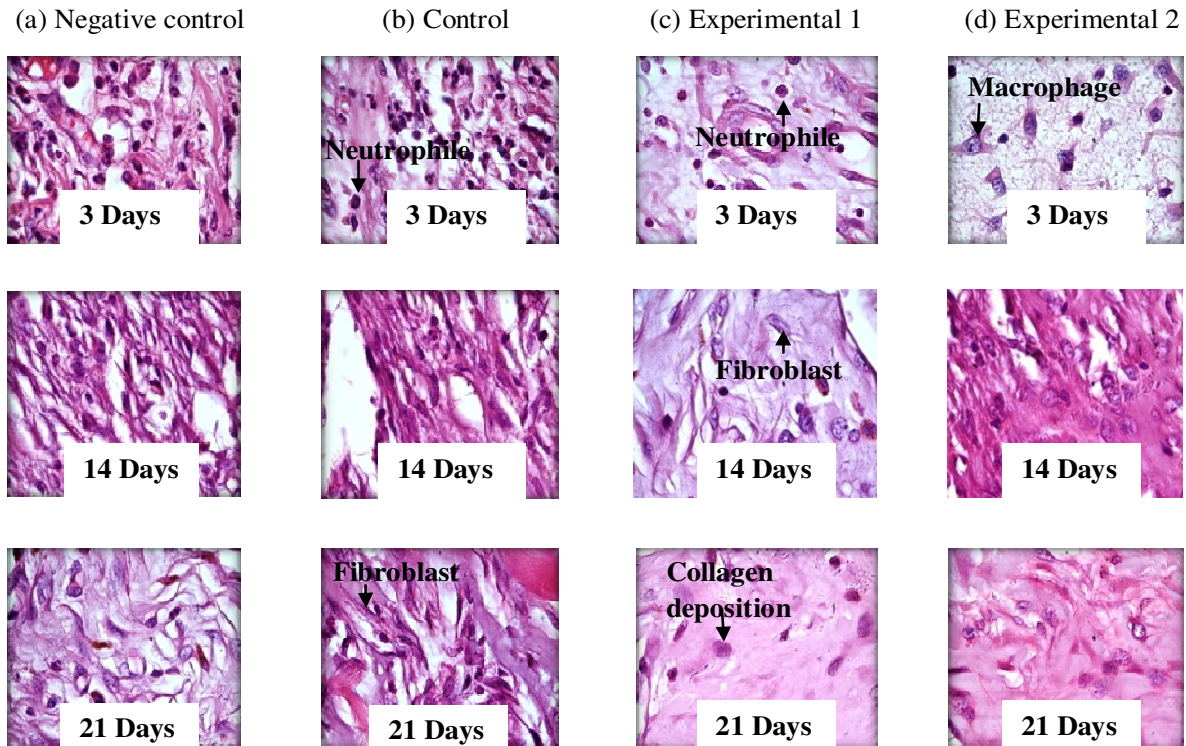 (a) Negative control (b) Control (c) Experimental 1 (d) Experimental 2
Neutrophile
3 Days
3 Days
Neutrophile
3 Days
Macrophage
3 Days
14 Days
14 Days
Fibroblast
14 Days
14 Days
21 Days
Fibroblast
21 Days
Collagen
deposition
21 Days
21 Days